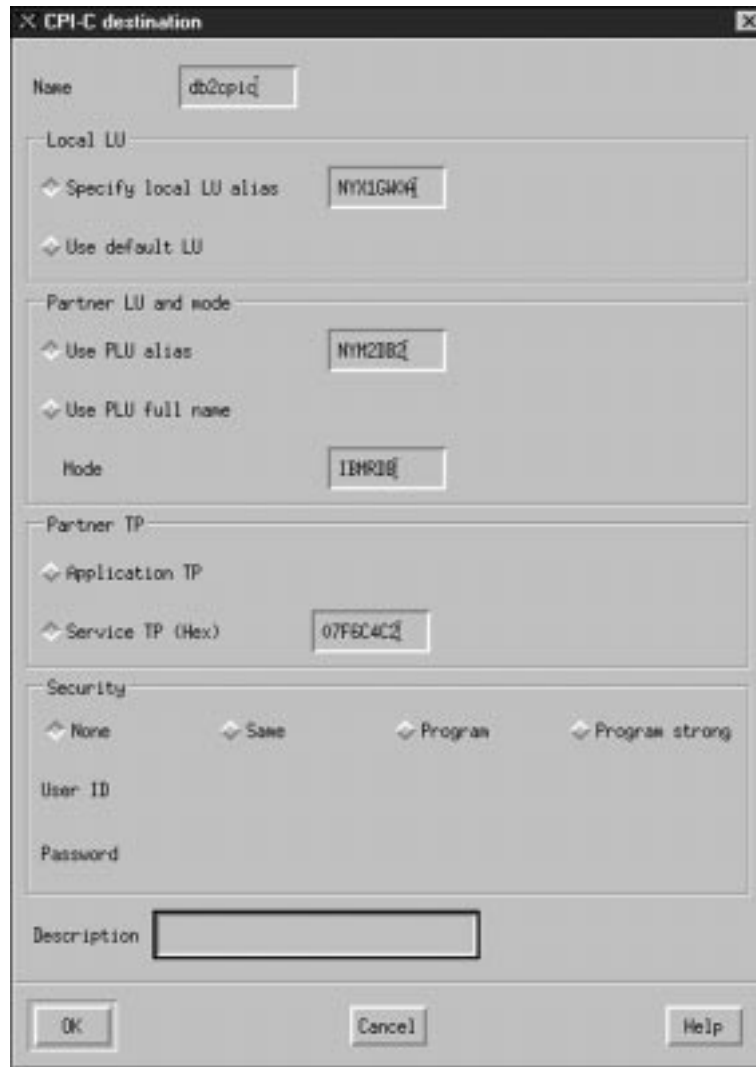 CPI-C destination
Name db2cpic
Local LU
Specify local LU alias NYX1GW0A
Use default LU
Partner LU and mode
Use PLU alias NYM2DB2
Use PLU full name
Mode IBMRDB
Partner TP
Application TP
Service TP (Hex) 07F6C4C2
Security
None Same Program Program strong
User ID
Password
Description
OK Cancel Help